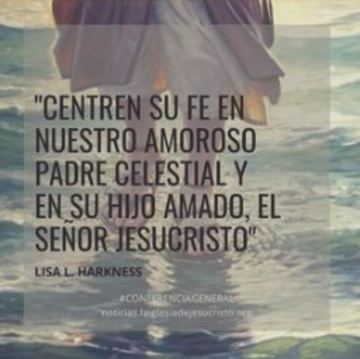 "CENTREN SU FE EN
NUESTRO AMOROSO
PADRE CELESTIAL Y
EN SU HIJO AMADO, EL
SEÑOR JESUCRISTO"
LISA L. HARKNESS
#CONFERENCIAGENERAL
noticias.laiglesiadejesucristo.org